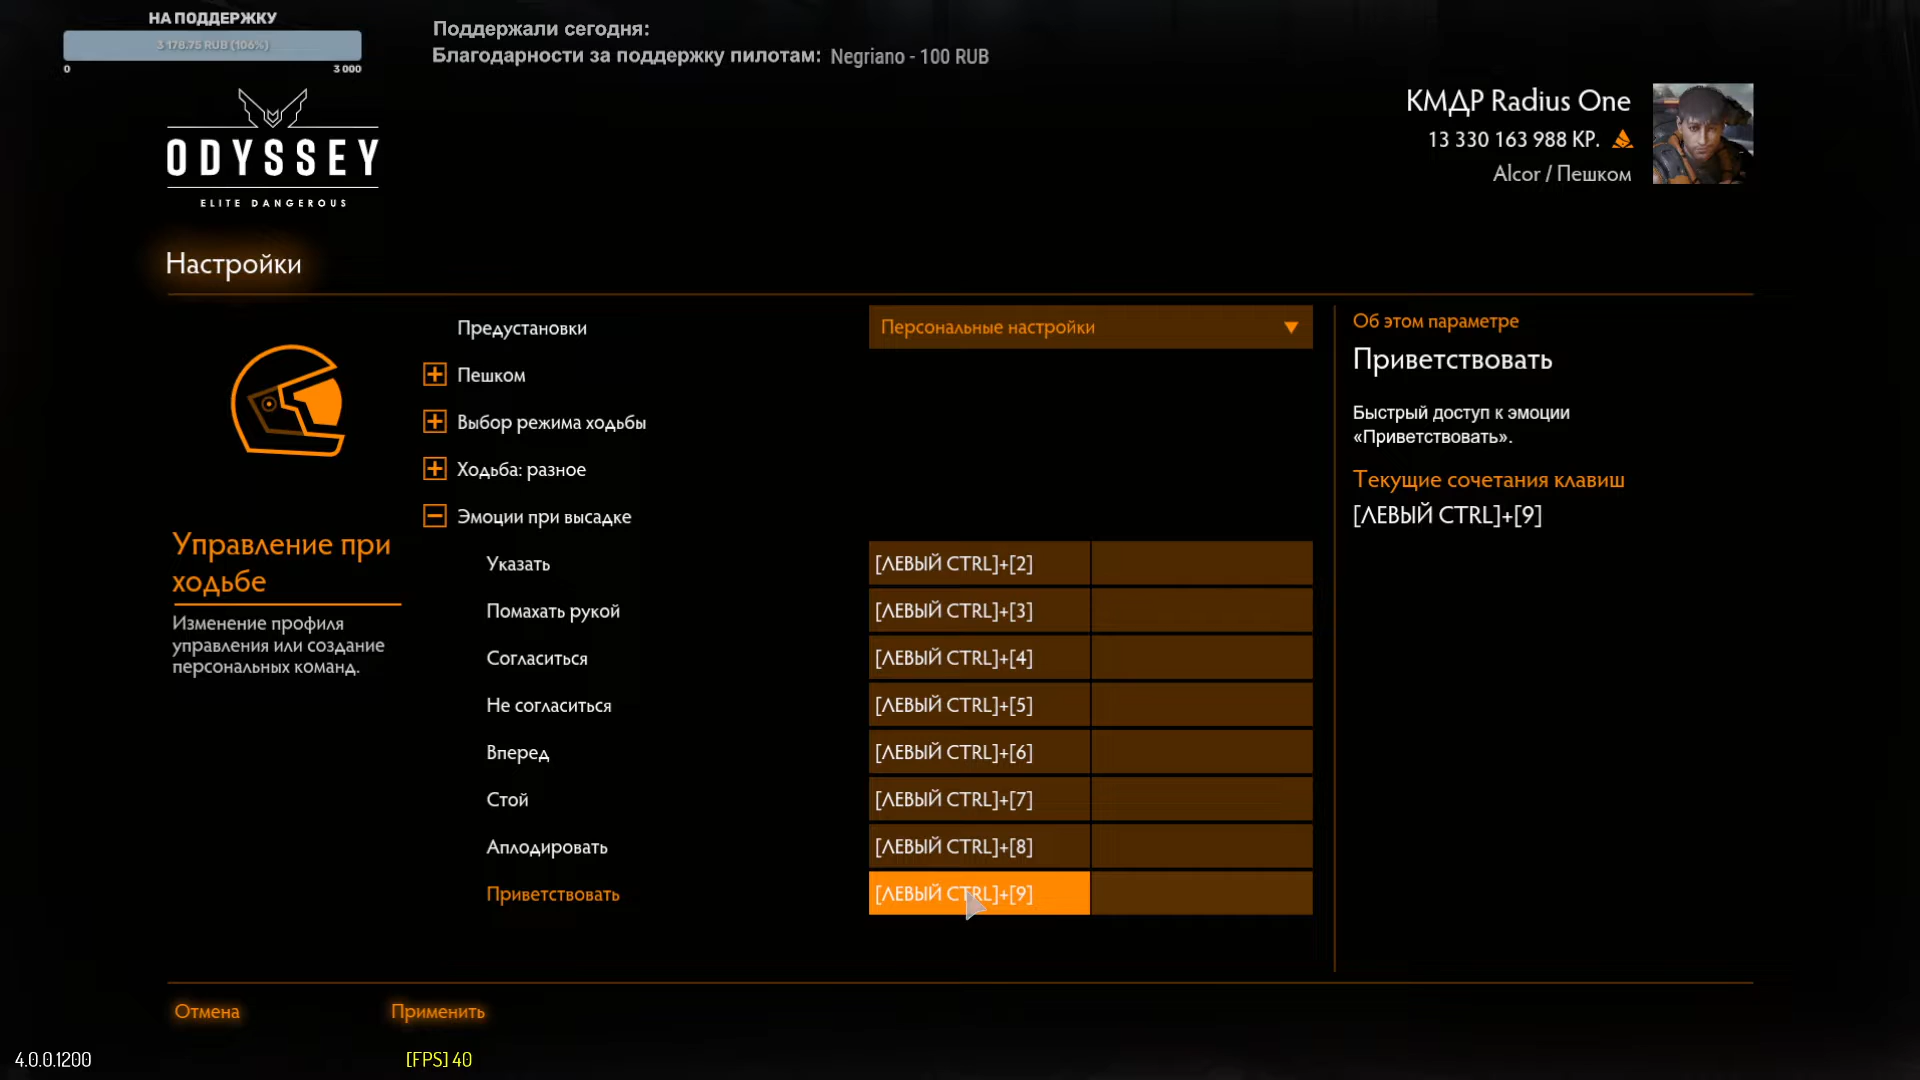 НА ПОДДЕРЖКУ
3 178.75 RUB (106%)
0
3 000
Поддержали сегодня:
Благодарности за поддержку пилотам: Negriano - 100 RUB
ODYSSEY
ELITE DANGEROUS
КМДР Radius One
13 330 163 988 КР.
Alcor / Пешком
Настройки
Управление при
ходьбе
Изменение профиля
управления или создание
персональных команд.
Предустановки
Персональные настройки
Пешком
Выбор режима ходьбы
Ходьба: разное
Эмоции при высадке
Указать
[ЛЕВЫЙ CTRL]+[2]
Помахать рукой
[ЛЕВЫЙ CTRL]+[3]
Согласиться
[ЛЕВЫЙ CTRL]+[4]
Не согласиться
[ЛЕВЫЙ CTRL]+[5]
Вперед
[ЛЕВЫЙ CTRL]+[6]
Стой
[ЛЕВЫЙ CTRL]+[7]
Аплодировать
[ЛЕВЫЙ CTRL]+[8]
Приветствовать
[ЛЕВЫЙ CTRL]+[9]
Об этом параметре
Приветствовать
Быстрый доступ к эмоции
«Приветствовать».
Текущие сочетания клавиш
[ЛЕВЫЙ CTRL]+[9]
Отмена
Применить
4.0.0.1200
[FPS] 40